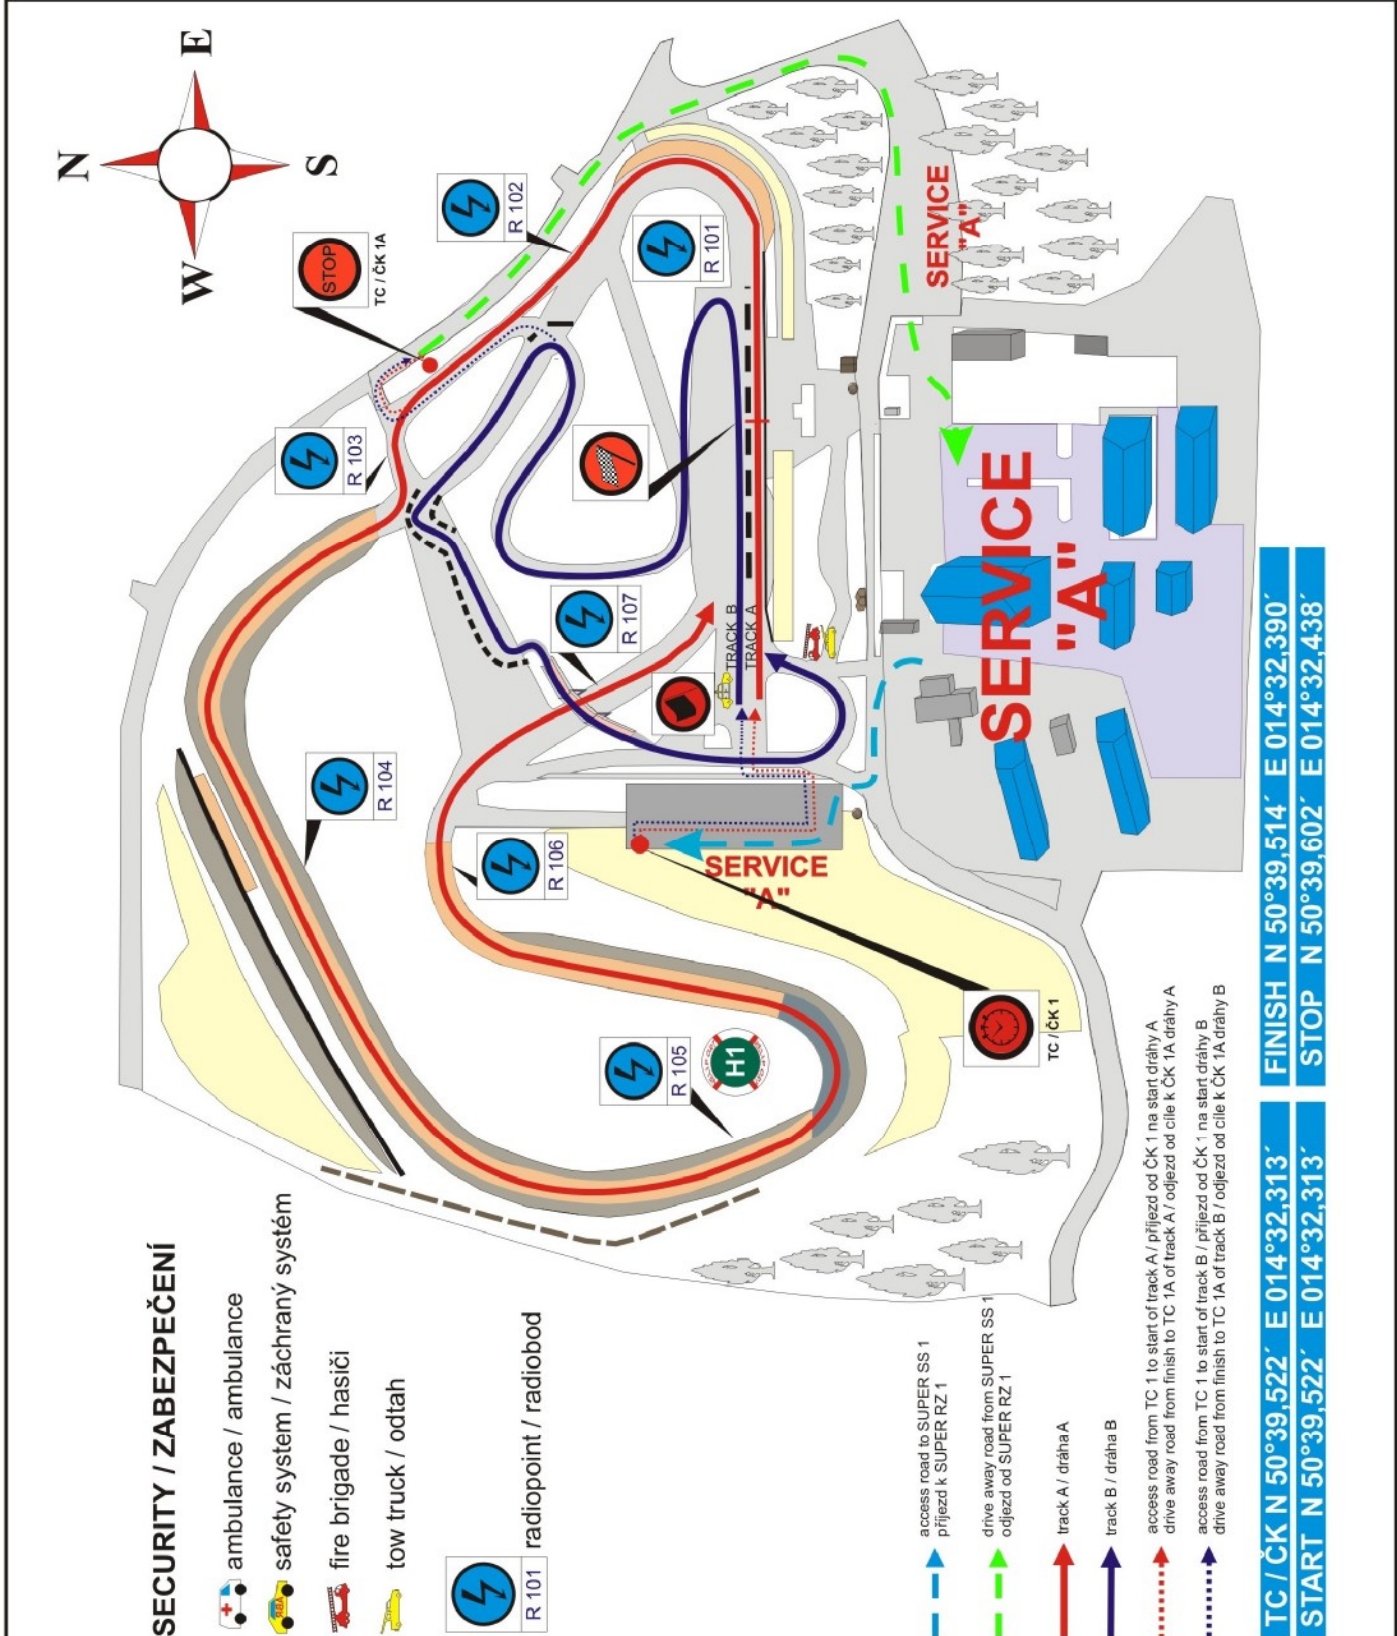 N
E
S
W
STOP
TC / ČK 1A
R 102
R 101
R 103
R 107
R 104
R 106
R 105
H1
TRACK B
TRACK A
SERVICE
"A"
SERVICE
"A"
SERVICE
"A"
TC / ČK 1
SECURITY / ZABEZPEČENÍ
ambulance / ambulance
safety system / záchraný systém
fire brigade / hasiči
tow truck / odtah
R 101
radiopoint / radiobod
access road to SUPER SS 1
příjezd k SUPER RZ 1
drive away road from SUPER SS 1
odjezd od SUPER RZ 1
track A / dráha A
track B / dráha B
access road from TC 1 to start of track A / příjezd od ČK 1 na start dráhy A
drive away road from finish to TC 1A of track A / odjezd od cíle k ČK 1A dráhy A
access road from TC 1 to start of track B / příjezd od ČK 1 na start dráhy B
drive away road from finish to TC 1A of track B / odjezd od cíle k ČK 1A dráhy B
TC / ČK N 50°39,522´ E 014°32,313´
START N 50°39,522´ E 014°32,313´
FINISH N 50°39,514´ E 014°32,390´
STOP N 50°39,602´ E 014°32,438´